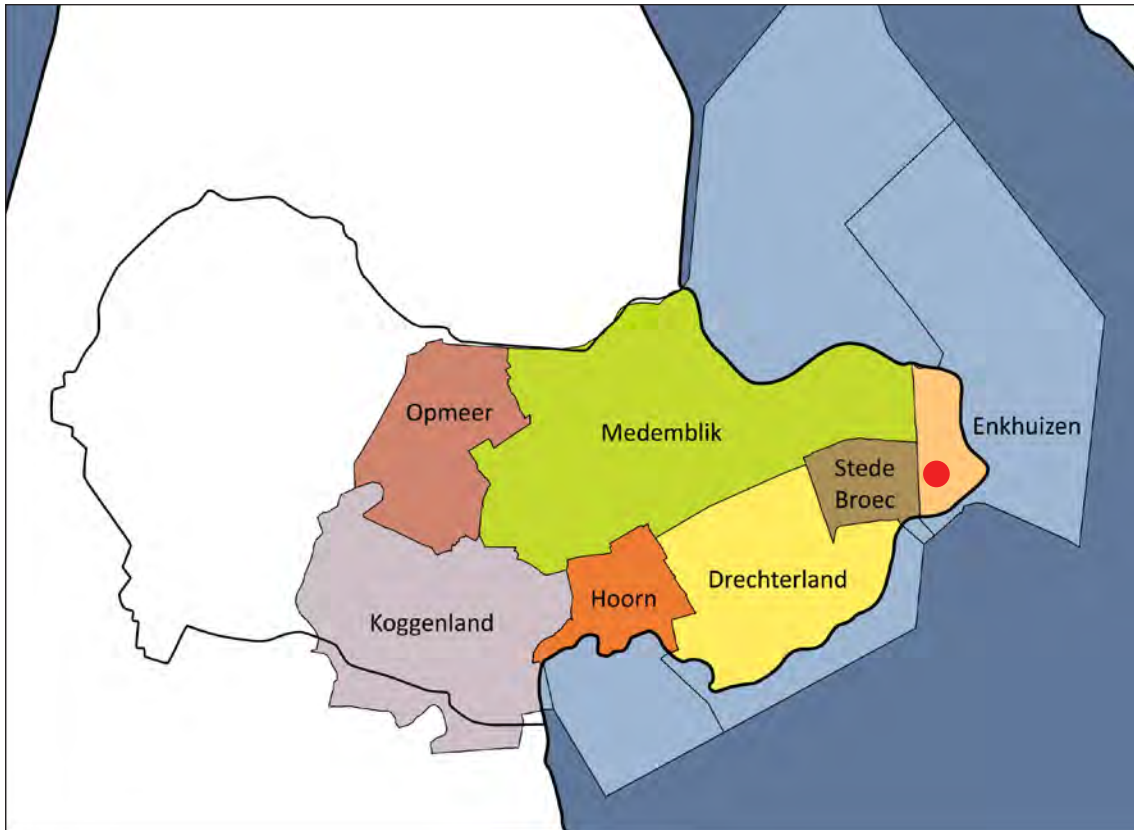 Opmeer
Medemblik
Enkhuizen
Stede
Broec
Drechterland
Hoorn
Koggenland